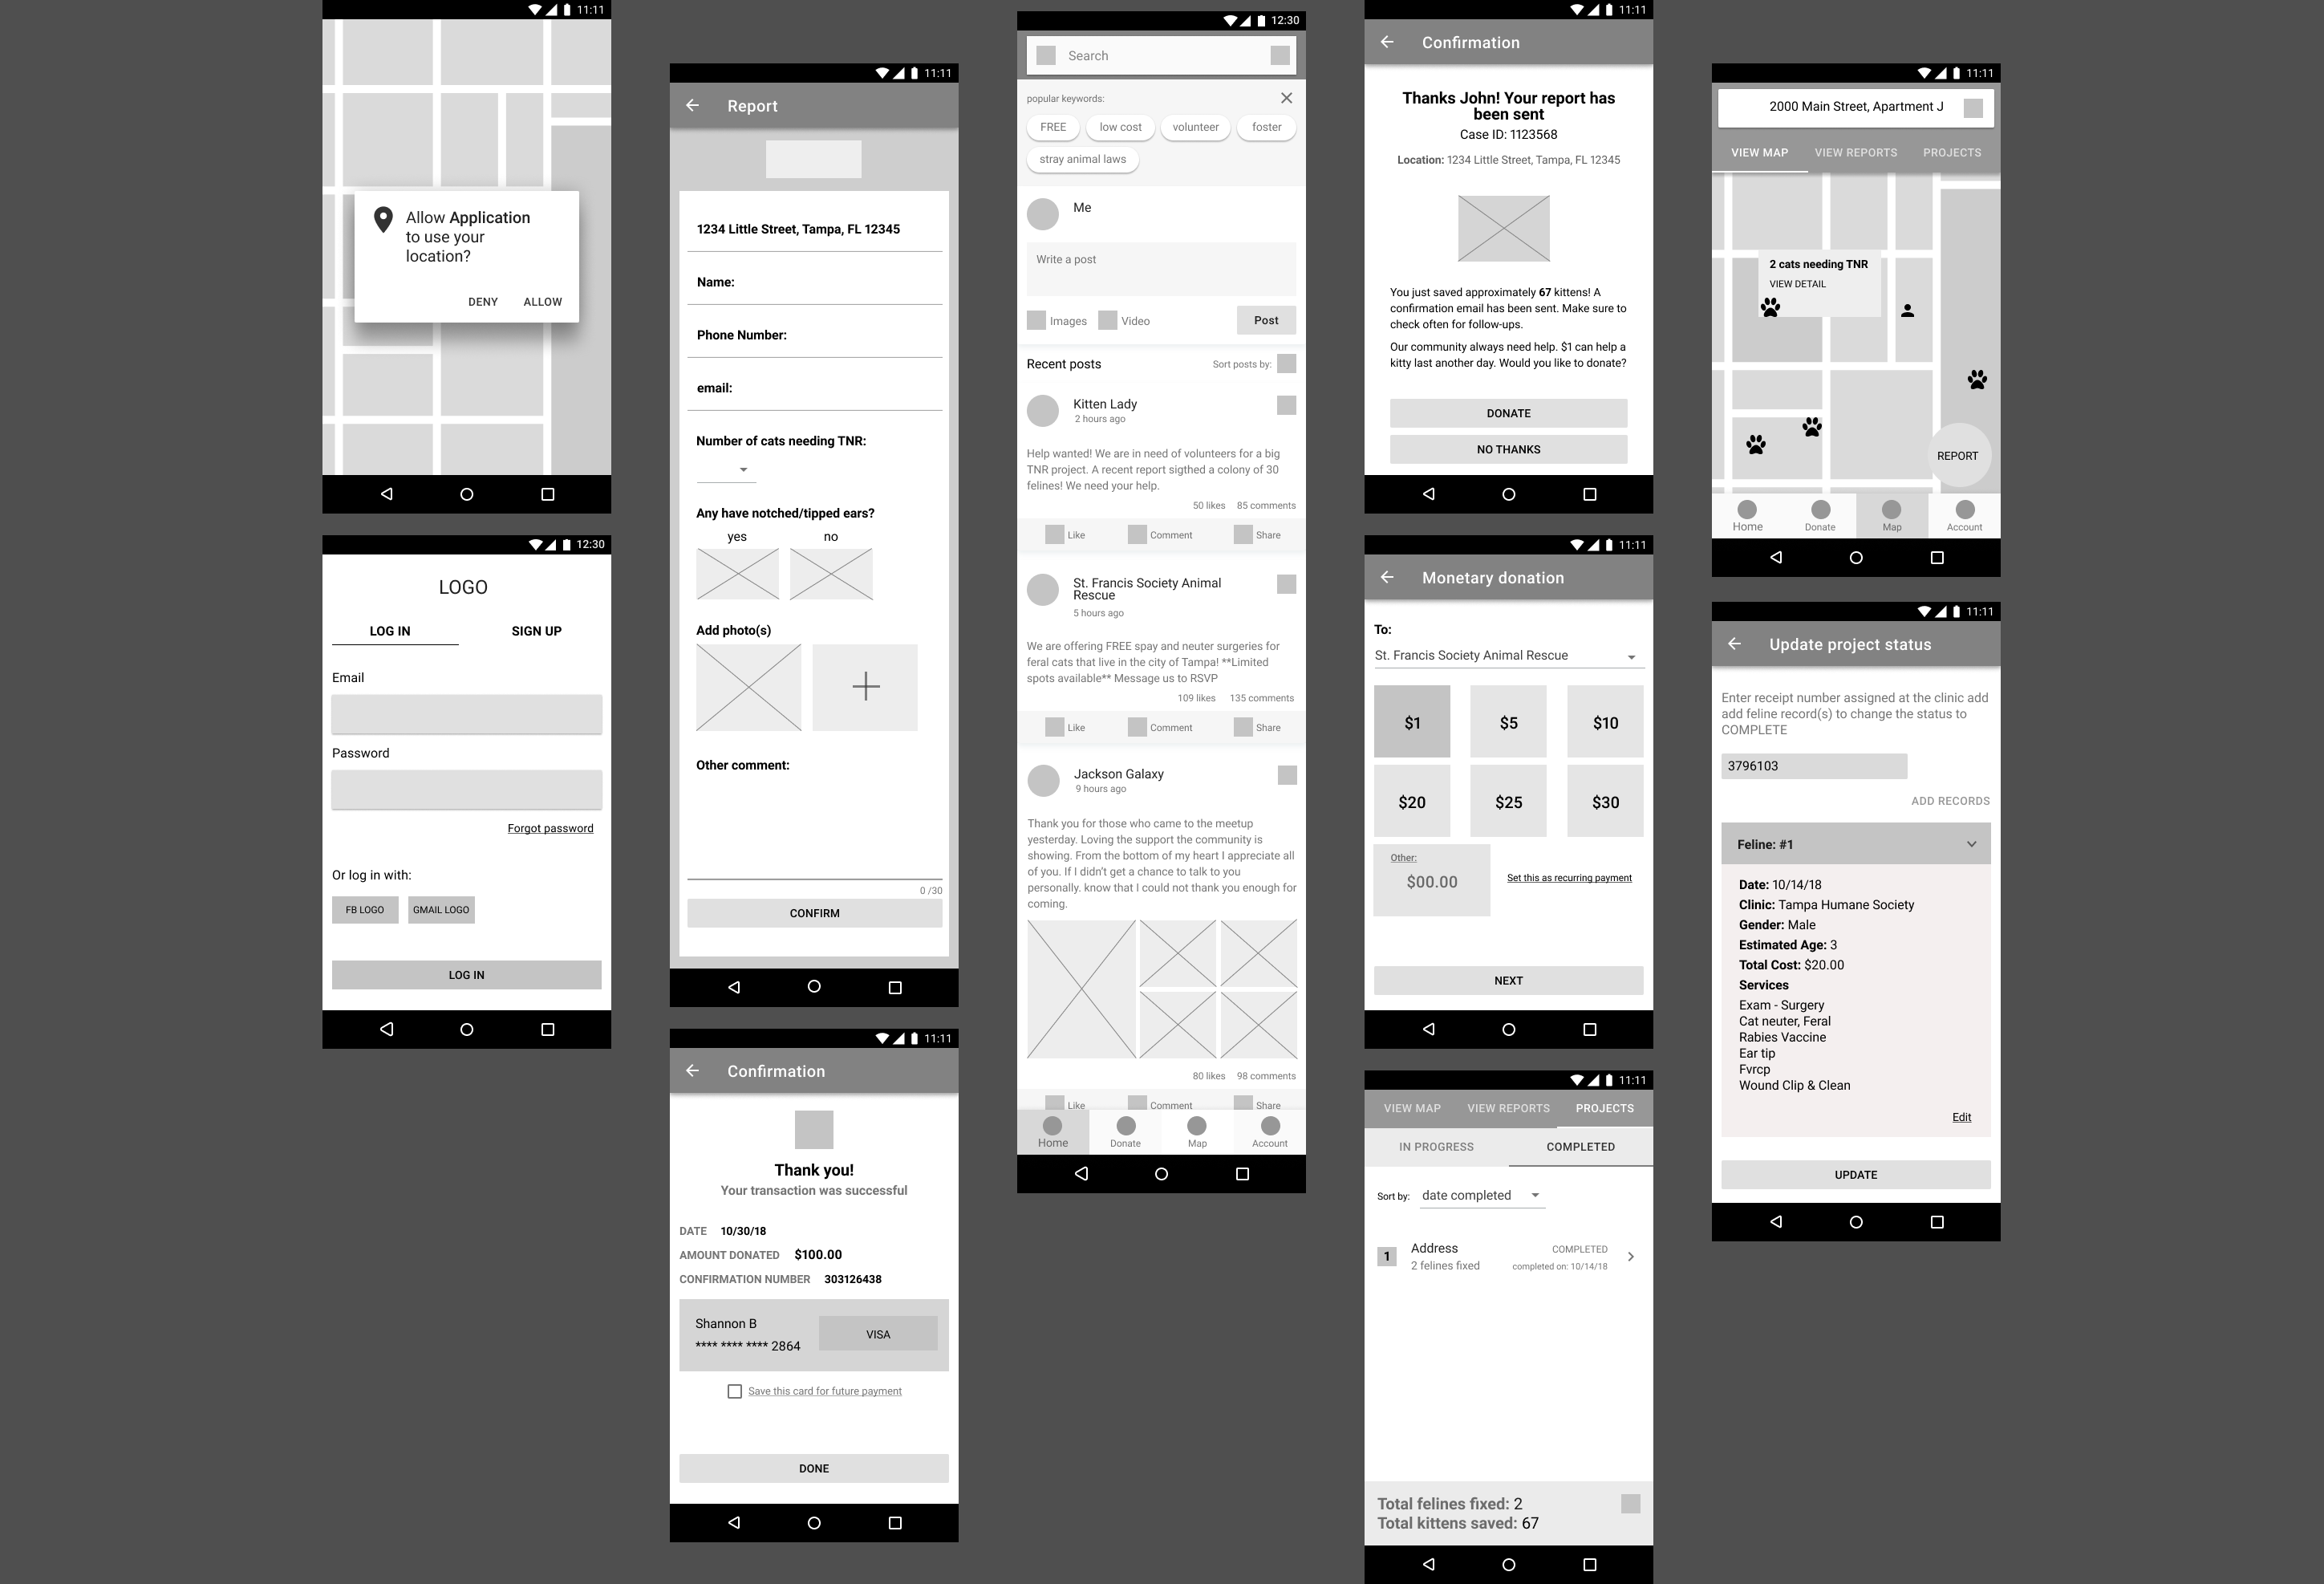 11:11
Allow Application
to use your
location?
DENY
ALLOW
12:30
LOGO
LOG IN
SIGN UP
Email
Password
Forgot password
Or log in with:
FB LOGO
GMAIL LOGO
LOG IN
11:11
Report
1234 Little Street, Tampa, FL 12345
Name:
Phone Number:
email:
Number of cats needing TNR:
Any have notched/tipped ears?
yes
no
Add photo(s)
Other comment:
0 /30
CONFIRM
11:11
Confirmation
Thank you!
Your transaction was successful
DATE 10/30/18
AMOUNT DONATED $100.00
CONFIRMATION NUMBER 303126438
Shannon B
**** **** **** 2864
VISA
Save this card for future payment
DONE
12:30
Search
popular keywords:
FREE
low cost
volunteer
foster
stray animal laws
Me
Write a post
Images
Video
Post
Recent posts
Sort posts by:
Kitten Lady
2 hours ago
Help wanted! We are in need of volunteers for a big
TNR project. A recent report sigthed a colony of 30
felines! We need your help.
50 likes 85 comments
Like
Comment
Share
St. Francis Society Animal
Rescue
5 hours ago
We are offering FREE spay and neuter surgeries for
feral cats that live in the city of Tampa! **Limited
spots available** Message us to RSVP
109 likes 135 comments
Like
Comment
Share
Jackson Galaxy
9 hours ago
Thank you for those who came to the meetup
yesterday. Loving the support the community is
showing. From the bottom of my heart I appreciate all
of you. If I didn't get a chance to talk to you
personally. know that I could not thank you enough for
coming.
80 likes 98 comments
Like
Comment
Share
Home
Donate
Map
Account
11:11
Confirmation
Thanks John! Your report has
been sent
Case ID: 1123568
Location: 1234 Little Street, Tampa, FL 12345
You just saved approximately 67 kittens! A
confirmation email has been sent. Make sure to
check often for follow-ups.
Our community always need help. $1 can help a
kitty last another day. Would you like to donate?
DONATE
NO THANKS
11:11
Monetary donation
To:
St. Francis Society Animal Rescue
$1
$5
$10
$20
$25
$30
Other:
$00.00
Set this as recurring payment
NEXT
11:11
VIEW MAP
VIEW REPORTS
PROJECTS
IN PROGRESS
COMPLETED
Sort by: date completed
1
Address
2 felines fixed
COMPLETED
completed on: 10/14/18
Total felines fixed: 2
Total kittens saved: 67
11:11
2000 Main Street, Apartment J
VIEW MAP
VIEW REPORTS
PROJECTS
2 cats needing TNR
VIEW DETAIL
REPORT
Home
Donate
Map
Account
11:11
Update project status
Enter receipt number assigned at the clinic add
add feline record(s) to change the status to
COMPLETE
3796103
ADD RECORDS
Feline: #1
Date: 10/14/18
Clinic: Tampa Humane Society
Gender: Male
Estimated Age: 3
Total Cost: $20.00
Services
Exam - Surgery
Cat neuter, Feral
Rabies Vaccine
Ear tip
Fvrcp
Wound Clip & Clean
Edit
UPDATE